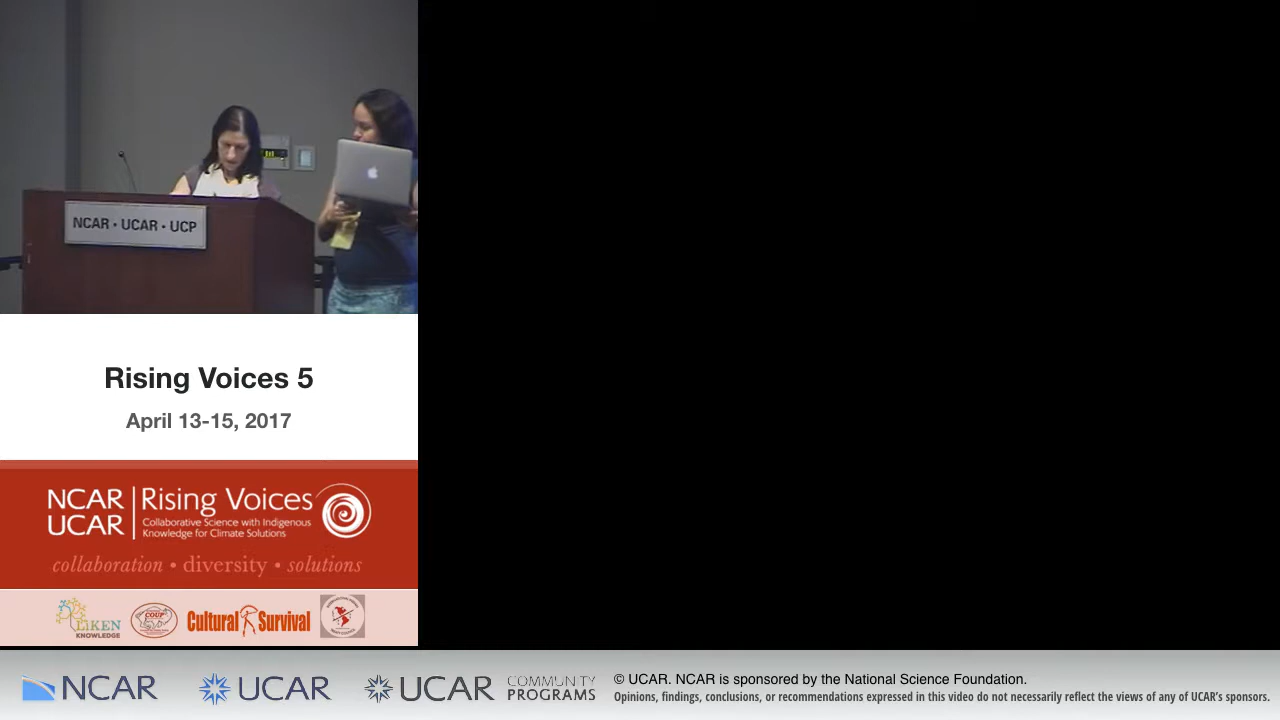 NCAR • UCAR • UCP
Rising Voices 5
April 13-15, 2017
NCAR
UCAR
Rising Voices
Collaborative Science with Indigenous
Knowledge for Climate Solutions
collaboration • diversity • solutions
LiKEN
KNOWLEDGE
COUP
Cultural Survival
NCAR
UCAR
UCAR
COMMUNITY
PROGRAMS
© UCAR. NCAR is sponsored by the National Science Foundation.
Opinions, findings, conclusions, or recommendations expressed in this video do not necessarily reflect the views of any of UCAR's sponsors.